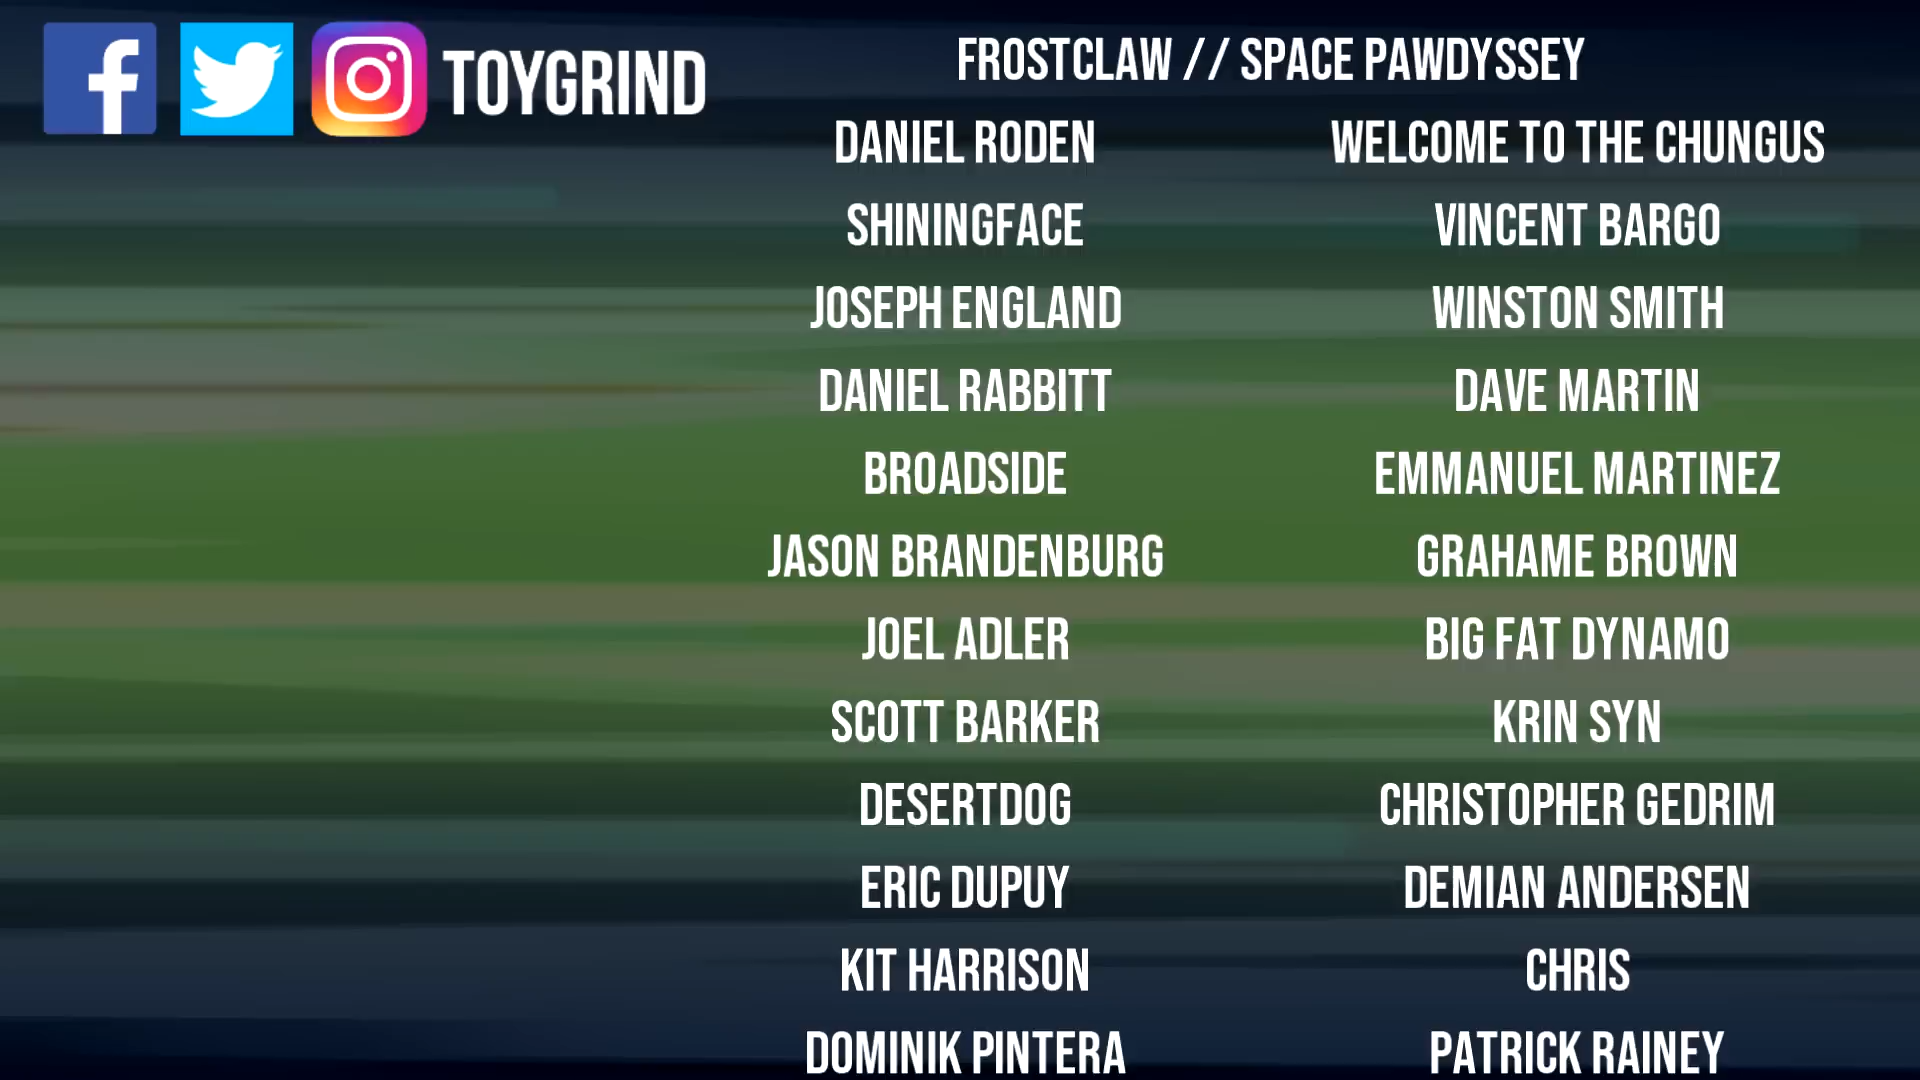 TOYGRIND
FROSTCLAW // SPACE PAWDYSSEY
DANIEL RODEN
WELCOME TO THE CHUNGUS
SHININGFACE
VINCENT BARGO
JOSEPH ENGLAND
WINSTON SMITH
DANIEL RABBITT
DAVE MARTIN
BROADSIDE
EMMANUEL MARTINEZ
JASON BRANDENBURG
GRAHAME BROWN
JOEL ADLER
BIG FAT DYNAMO
SCOTT BARKER
KRIN SYN
DESERTDOG
CHRISTOPHER GEDRIM
ERIC DUPUY
DEMIAN ANDERSEN
KIT HARRISON
CHRIS
DOMINIK PINTERA
PATRICK RAINEY